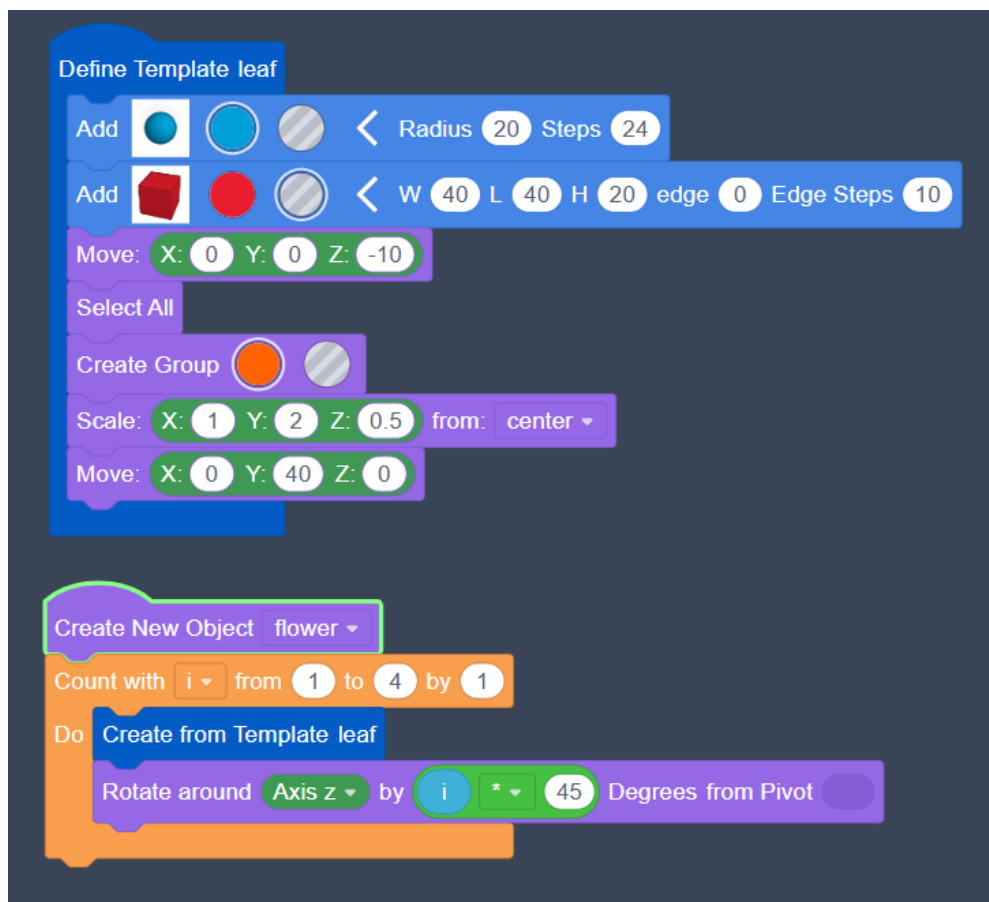 Define Template leaf
Add Radius 20 Steps 24
Add W 40 L 40 H 20 edge 0 Edge Steps 10
Move: X: 0 Y: 0 Z: -10
Select All
Create Group
Scale: X: 1 Y: 2 Z: 0.5 from: center
Move: X: 0 Y: 40 Z: 0
Create New Object flower
Count with i from 1 to 4 by 1
Do Create from Template leaf
Rotate around Axis z by i * 45 Degrees from Pivot